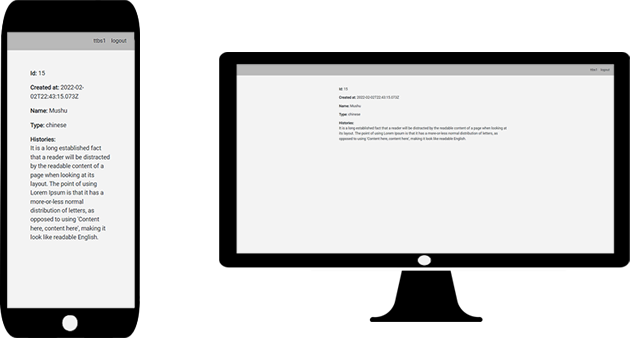 ttbs1 logout
Id: 15
Created at: 2022-02-
02T22:43:15.073Z
Name: Mushu
Type: chinese
Histories:
It is a long established fact
that a reader will be distracted
by the readable content of a
page when looking at its
layout. The point of using
Lorem Ipsum is that it has a
more-or-less normal
distribution of letters, as
opposed to using 'Content
here, content here', making it
look like readable English.
ttbs1 logout
Id: 15
Created at: 2022-02-02T22:43:15.073Z
Name: Mushu
Type: chinese
Histories:
It is a long established fact that a reader will be distracted by the readable content of a page when looking at
its layout. The point of using Lorem Ipsum is that it has a more-or-less normal distribution of letters, as
opposed to using 'Content here, content here', making it look like readable English.